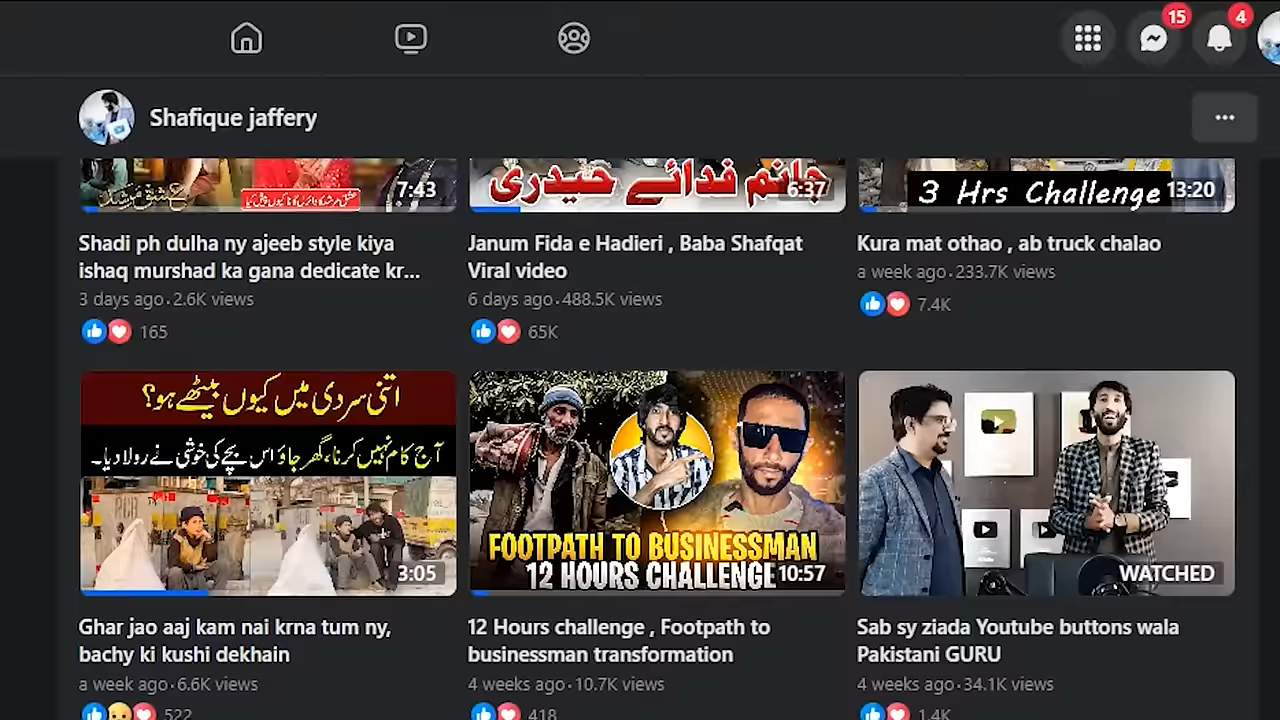 15
4
Shafique jaffery
7:43
جانم فدائے حیدری
6:37
3 Hrs Challenge
13:20
Shadi ph dulha ny ajeeb style kiya
ishaq murshad ka gana dedicate kr...
3 days ago · 2.6K views
165
Janum Fida e Hadieri , Baba Shafqat
Viral video
6 days ago · 488.5K views
65K
Kura mat othao , ab truck chalao
a week ago · 233.7K views
7.4K
اتنی سردی میں کیوں بیٹھے ہو؟
آج کام نہیں کرنا، گھر جاؤ اس بچے کی خوشی نے رولا دیا۔
3:05
FOOTPATH TO BUSINESSMAN
12 HOURS CHALLENGE
10:57
WATCHED
Ghar jao aaj kam nai krna tum ny,
bachy ki kushi dekhain
a week ago · 6.6K views
522
12 Hours challenge , Footpath to
businessman transformation
4 weeks ago · 10.7K views
418
Sab sy ziada Youtube buttons wala
Pakistani GURU
4 weeks ago · 34.1K views
1.4K